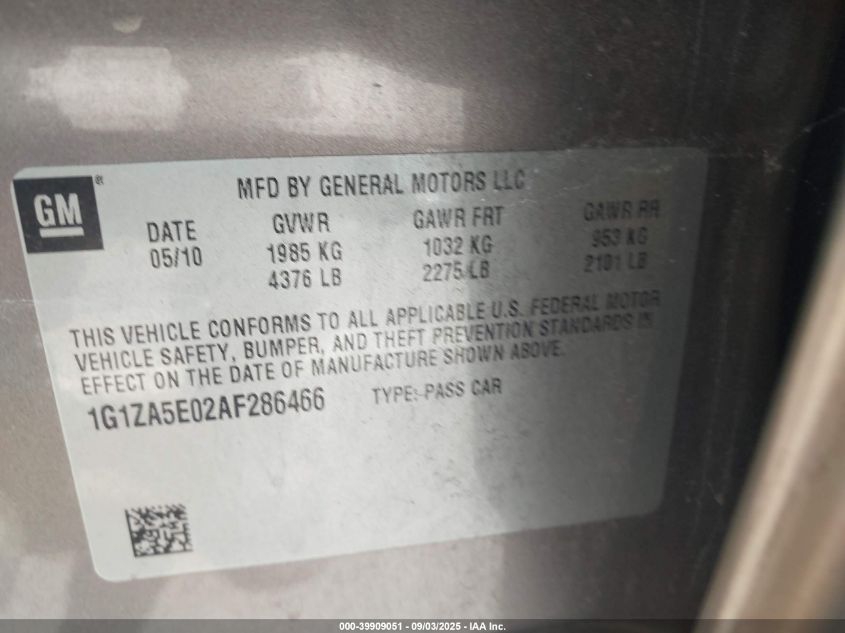 GM®
MFD BY GENERAL MOTORS LLC
DATE GVWR GAWR FRT GAWR RR
05/10 1985 KG 1032 KG 953 KG
4376 LB 2275 LB 2101 LB
THIS VEHICLE CONFORMS TO ALL APPLICABLE U.S. FEDERAL MOTOR
VEHICLE SAFETY, BUMPER, AND THEFT PREVENTION STANDARDS IN
EFFECT ON THE DATE OF MANUFACTURE SHOWN ABOVE.
1G1ZA5E02AF286466 TYPE: PASS CAR
000-39909051 - 09/03/2025 - IAA Inc.